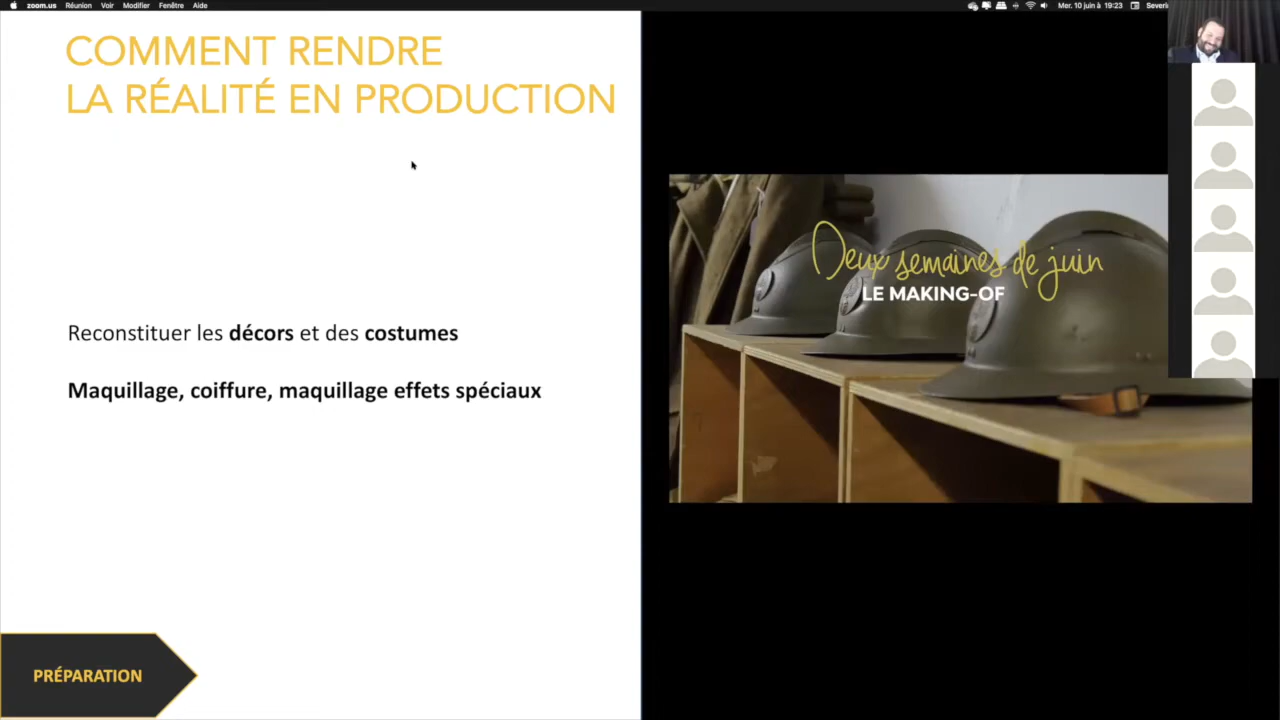 zoom.us Réunion Voir Modifier Fenêtre Aide
Mer. 10 juin à 19:23 Severin
COMMENT RENDRE
LA RÉALITÉ EN PRODUCTION
Deux semaines de juin
LE MAKING-OF
Reconstituer les décors et des costumes
Maquillage, coiffure, maquillage effets spéciaux
PRÉPARATION